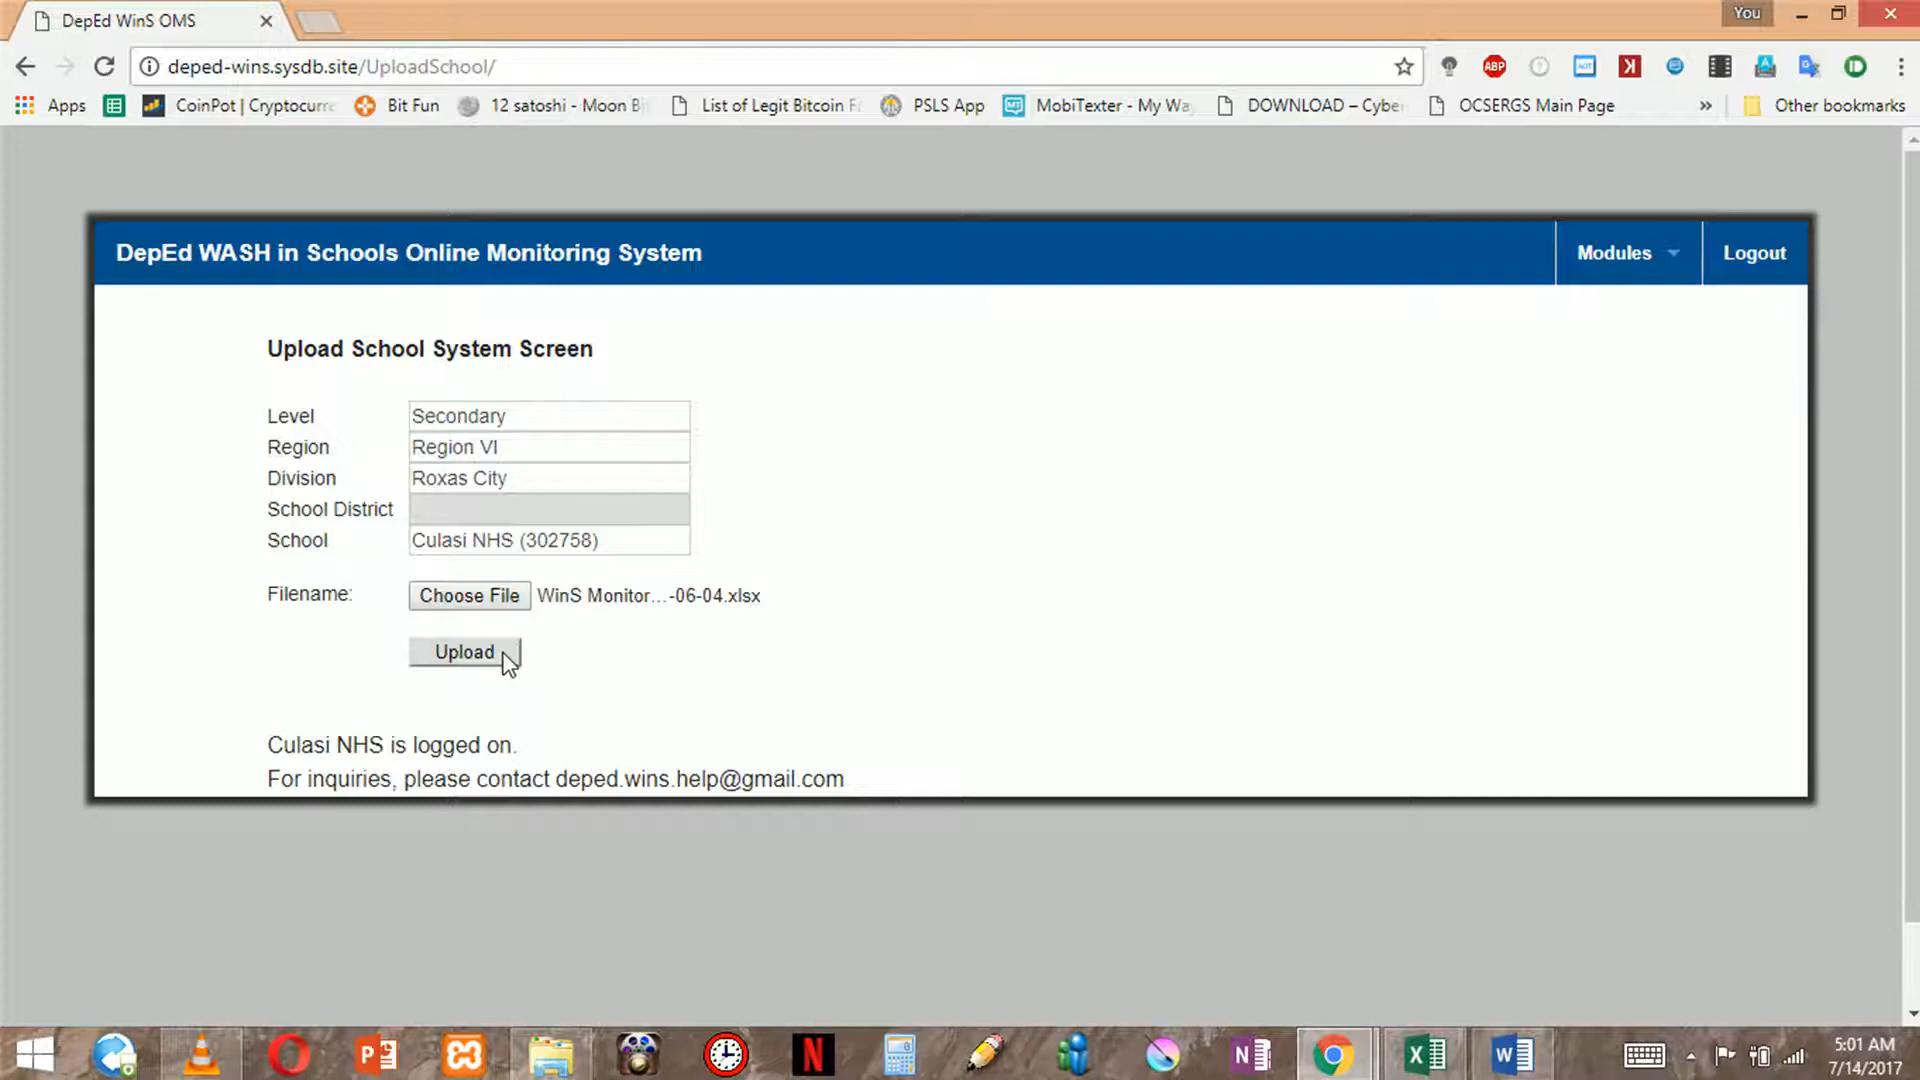 DepEd WinS OMS
You
deped-wins.sysdb.site/UploadSchool/
ABP
Apps
CoinPot | Cryptocurre
Bit Fun
12 satoshi - Moon Bi
List of Legit Bitcoin F
PSLS App
MobiTexter - My Wa
DOWNLOAD – Cybe
OCSERGS Main Page
»
Other bookmarks
DepEd WASH in Schools Online Monitoring System
Modules
Logout
Upload School System Screen
Level Secondary
Region Region VI
Division Roxas City
School District
School Culasi NHS (302758)
Filename: Choose File WinS Monitor...-06-04.xlsx
Upload
Culasi NHS is logged on.
For inquiries, please contact deped.wins.help@gmail.com
5:01 AM
7/14/2017